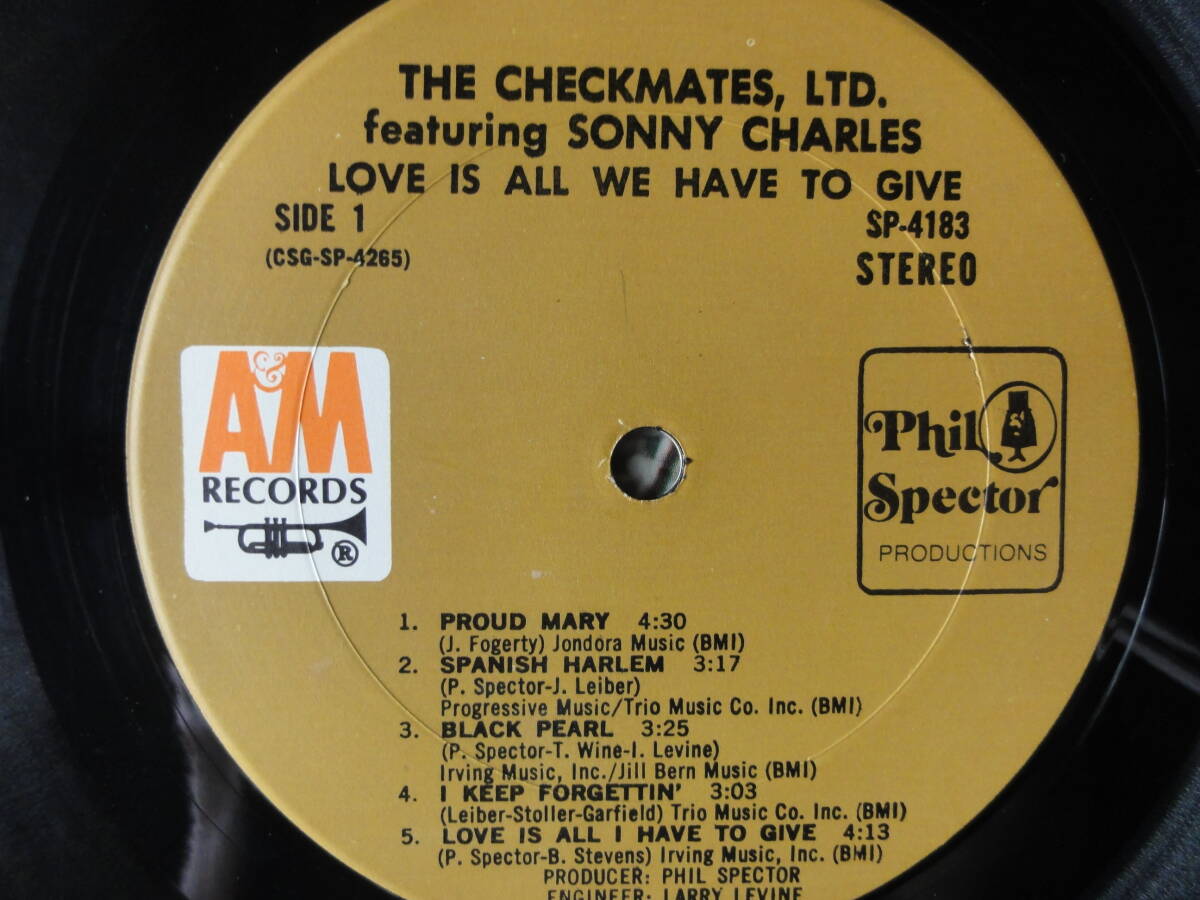 THE CHECKMATES, LTD.
featuring SONNY CHARLES
LOVE IS ALL WE HAVE TO GIVE
SIDE 1
(CSG-SP-4265)
SP-4183
STEREO
A&M
RECORDS
®
Phil
Spector
PRODUCTIONS
1. PROUD MARY 4:30
(J. Fogerty) Jondora Music (BMI)
2. SPANISH HARLEM 3:17
(P. Spector-J. Leiber)
Progressive Music/Trio Music Co. Inc. (BMI)
3. BLACK PEARL 3:25
(P. Spector-T. Wine-I. Levine)
Irving Music, Inc./Jill Bern Music (BMI)
4. I KEEP FORGETTIN' 3:03
(Leiber-Stoller-Garfield) Trio Music Co. Inc. (BMI)
5. LOVE IS ALL I HAVE TO GIVE 4:13
(P. Spector-B. Stevens) Irving Music, Inc. (BMI)
PRODUCER: PHIL SPECTOR
ENGINEER: LARRY LEVINE